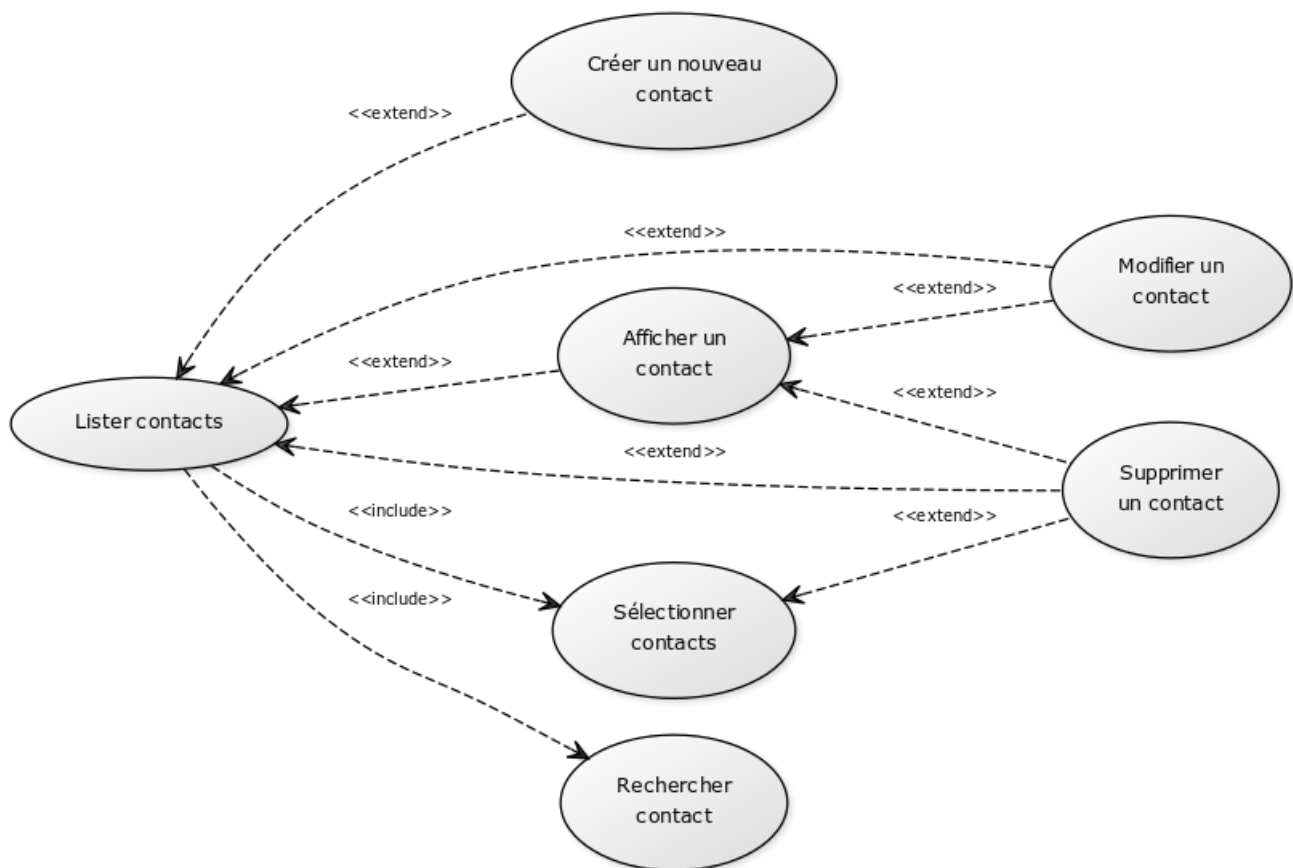 Créer un nouveau
contact
<<extend>>
<<extend>>
Modifier un
contact
<<extend>>
Afficher un
contact
<<extend>>
<<extend>>
Lister contacts
<<extend>>
Supprimer
un contact
<<include>>
<<extend>>
<<include>>
Sélectionner
contacts
Rechercher
contact